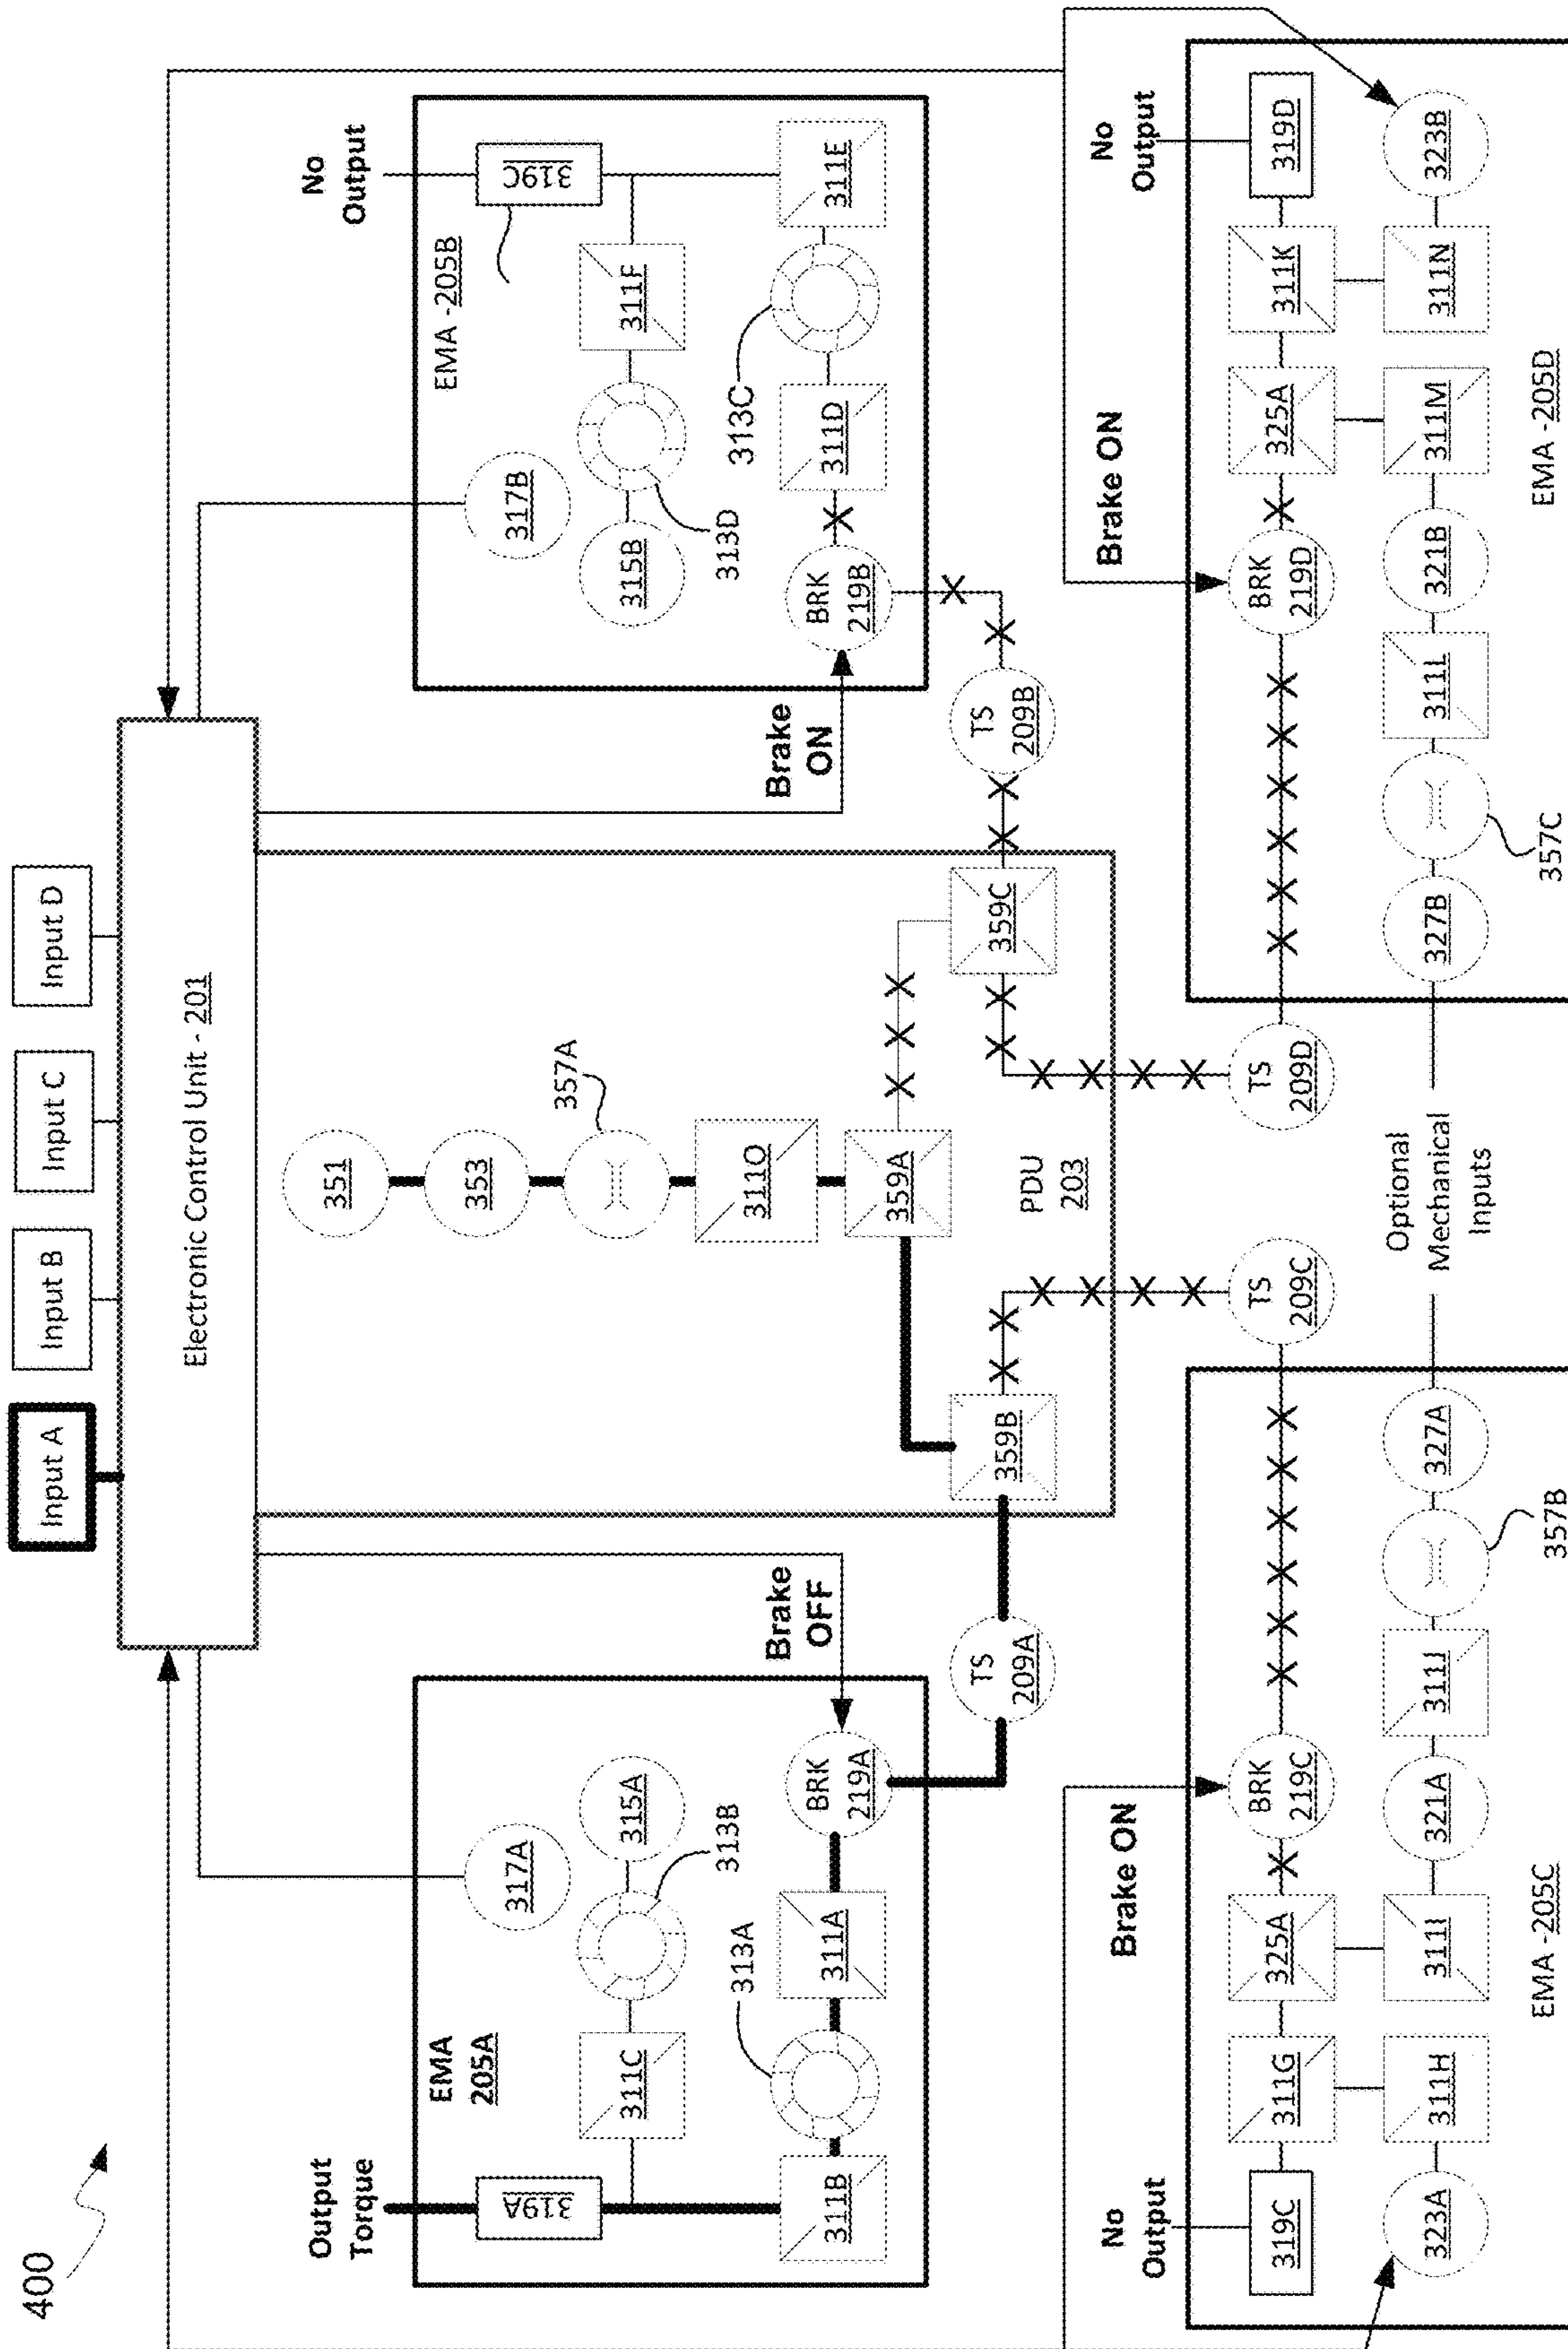 400
Input A
Input B
Input C
Input D
Electronic Control Unit - 201
Output
Torque
319A
EMA
205A
317A
311C
313B
315A
313A
311B
311A
BRK
219A
Brake
OFF
TS
209A
351
353
357A
311O
359A
359B
359C
PDU
203
No
Output
319C
EMA -205B
317B
311F
315B
313D
313C
311E
311D
BRK
219B
Brake
ON
TS
209B
No
Output
319C
311G
325A
BRK
219C
Brake ON
TS
209C
323A
311H
311I
321A
311J
357B
327A
EMA -205C
Optional
Mechanical
Inputs
TS
209D
Brake ON
BRK
219D
325A
311K
319D
No
Output
327B
357C
311L
321B
311M
311N
323B
EMA -205D